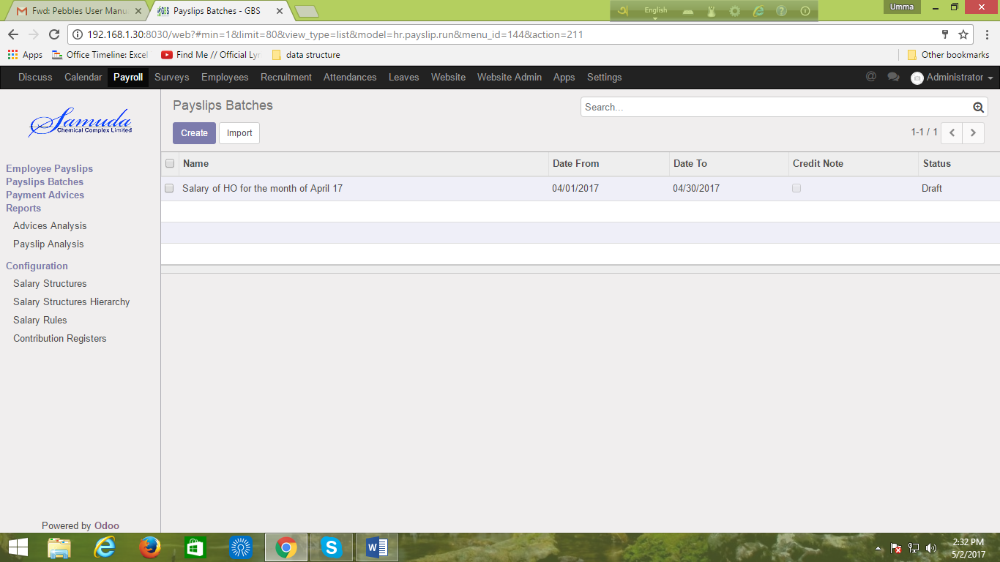 Fwd: Pebbles User Manu
Payslips Batches - GBS
English
Umma
192.168.1.30:8030/web?#min=1&limit=80&view_type=list&model=hr.payslip.run&menu_id=144&action=211
Apps
Office Timeline: Excel
Find Me // Official Lyr
data structure
Other bookmarks
Discuss Calendar Payroll Surveys Employees Recruitment Attendances Leaves Website Website Admin Apps Settings
@
Administrator
Samuda
Chemical Complex Limited
Payslips Batches
Search...
Create
Import
1-1 / 1
Employee Payslips
Payslips Batches
Payment Advices
Reports
Advices Analysis
Payslip Analysis
Configuration
Salary Structures
Salary Structures Hierarchy
Salary Rules
Contribution Registers
Name Date From Date To Credit Note Status
Salary of HO for the month of April 17 04/01/2017 04/30/2017 Draft
Powered by Odoo
2:32 PM
5/2/2017